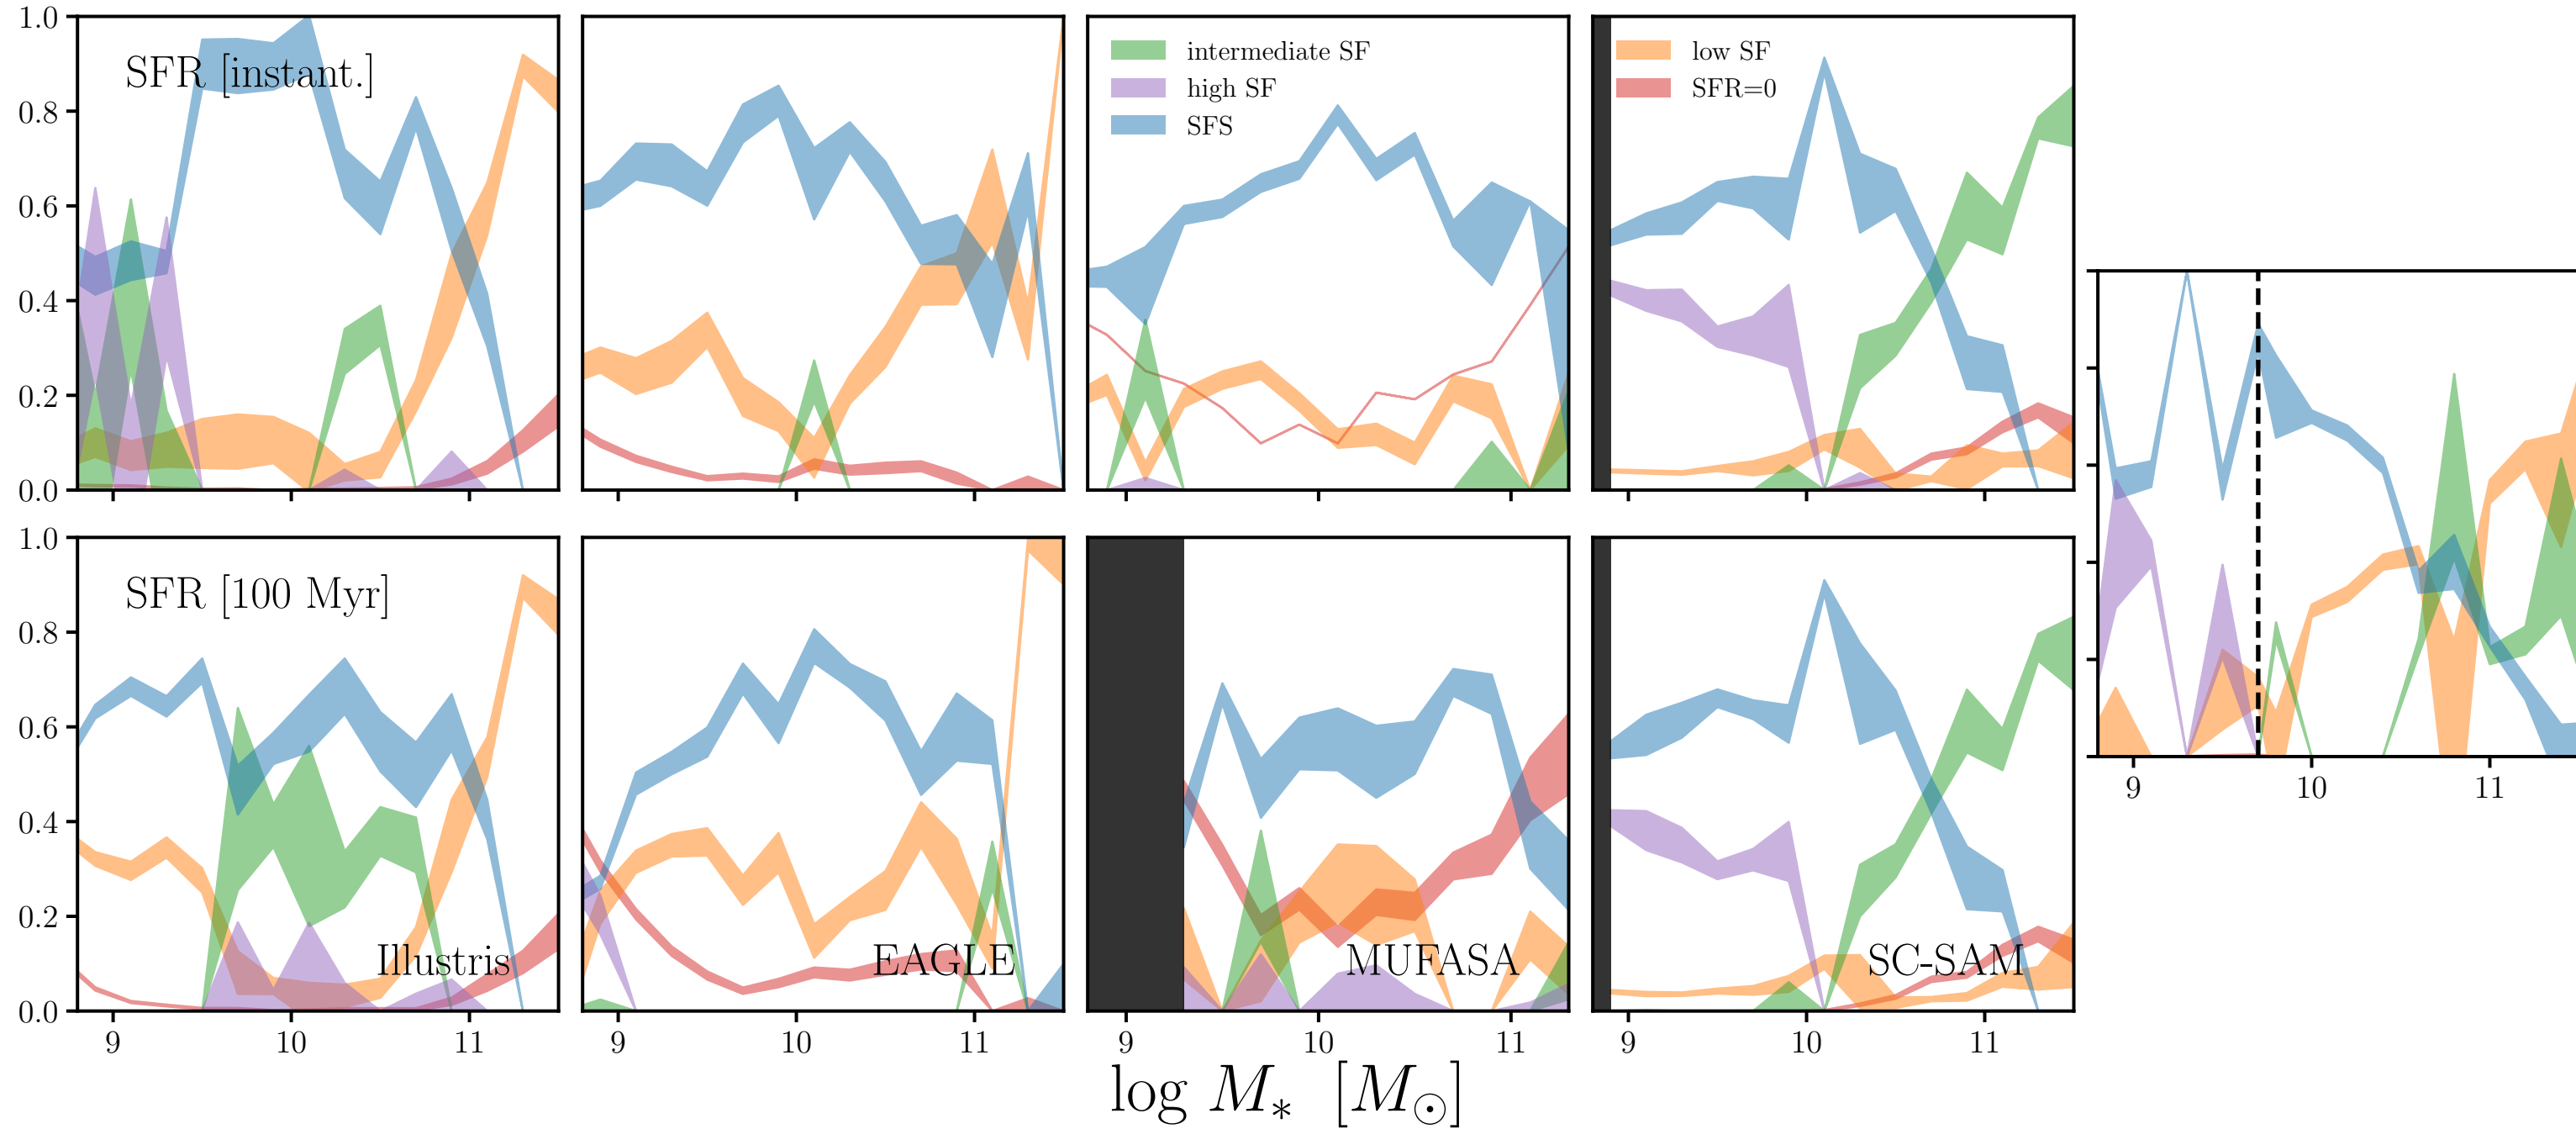 1.0
0.8
0.6
0.4
0.2
0.0
SFR [instant.]
intermediate SF
high SF
SFS
low SF
SFR=0
1.0
0.8
0.6
0.4
0.2
0.0
SFR [100 Myr]
Illustris
EAGLE
MUFASA
SC-SAM
9 10 11
9 10 11
9 10 11
9 10 11
9 10 11
log M* [M⊙]